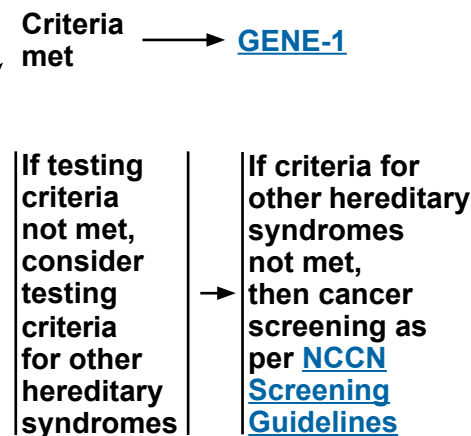 Criteria
met
GENE-1
If testing
criteria
not met,
consider
testing
criteria
for other
hereditary
syndromes
If criteria for
other hereditary
syndromes
not met,
then cancer
screening as
per NCCN
Screening
Guidelines